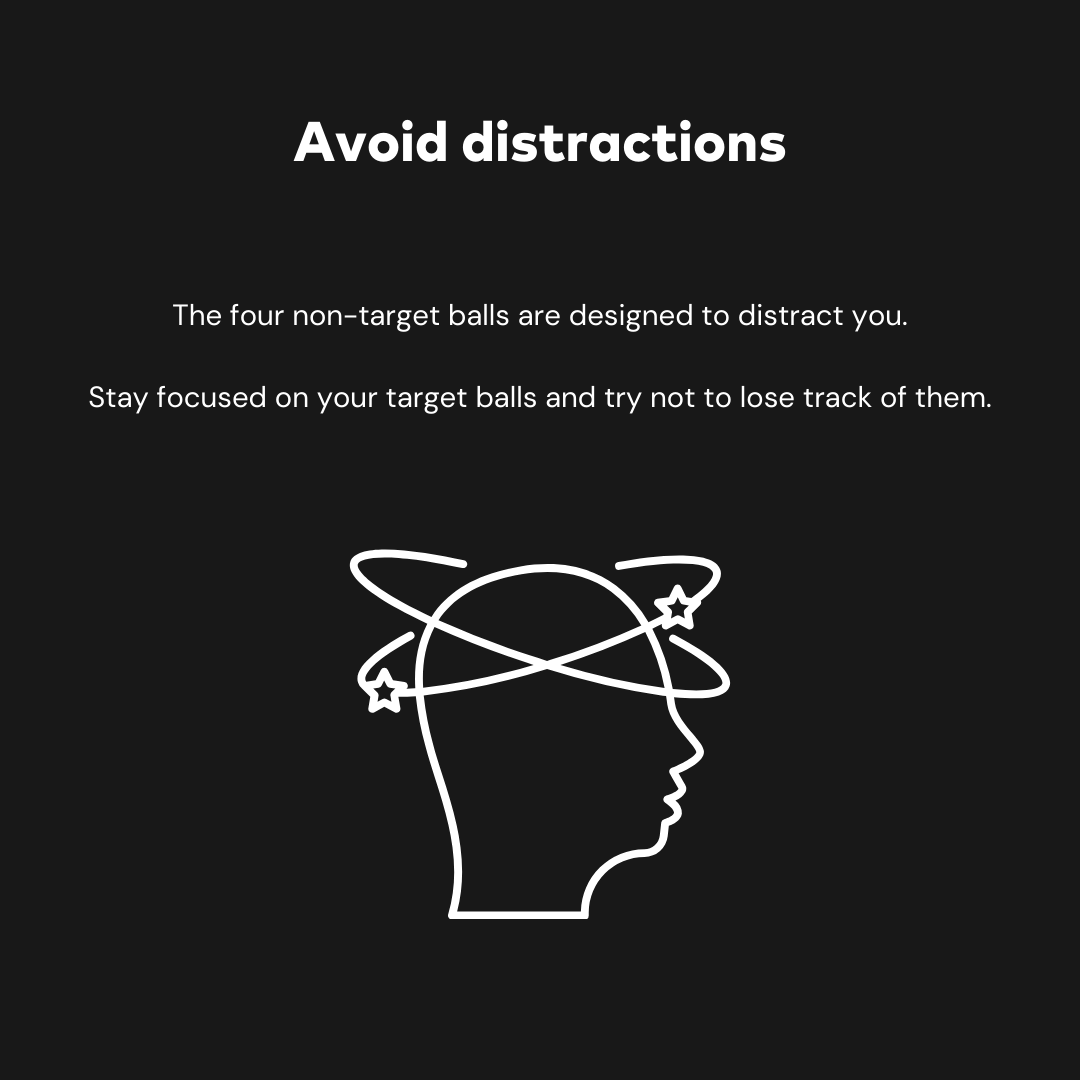 Avoid distractions
The four non-target balls are designed to distract you.
Stay focused on your target balls and try not to lose track of them.